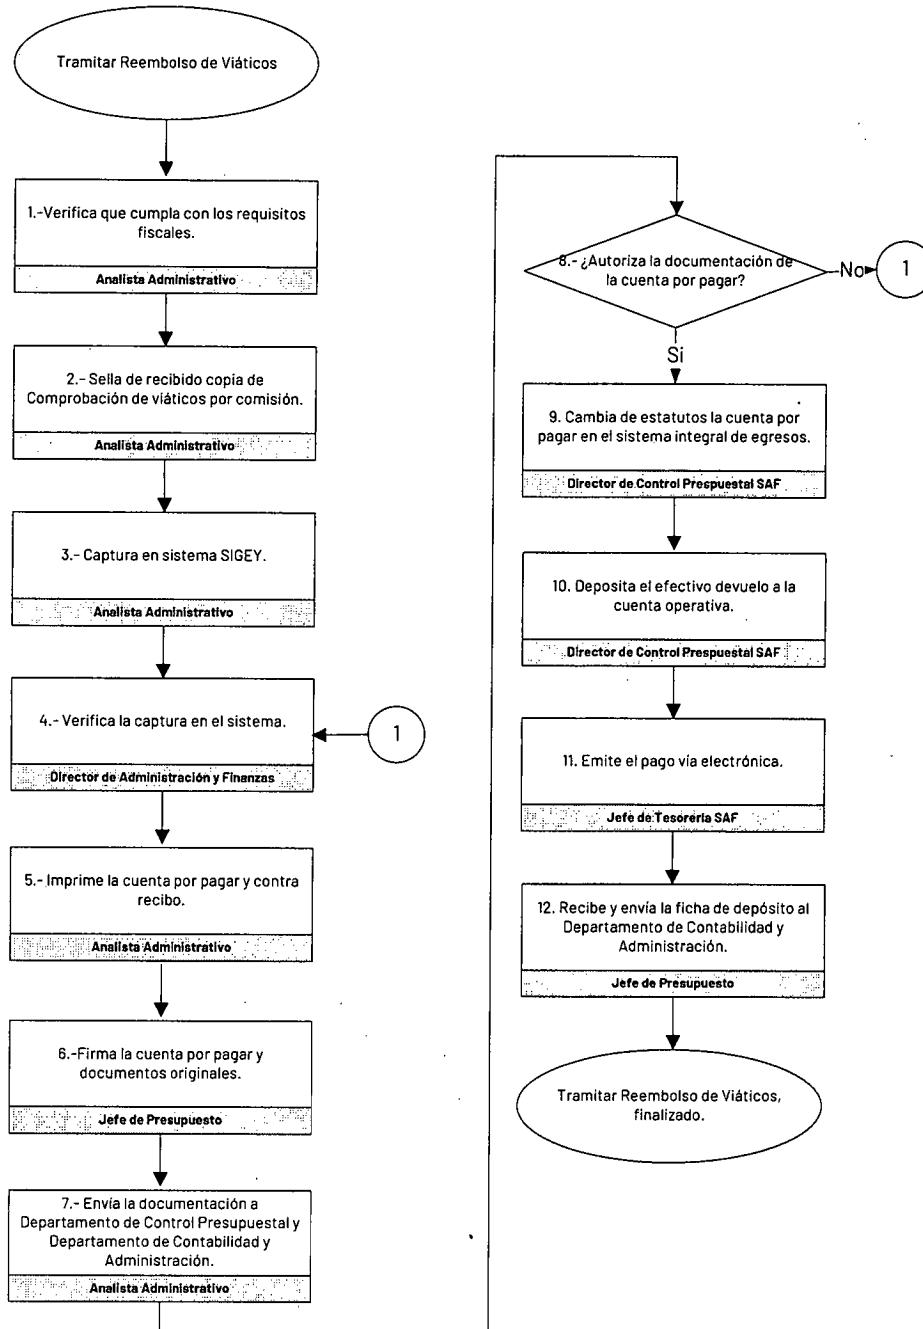 Tramitar Reembolso de Viáticos
1.-Verifica que cumpla con los requisitos
fiscales.
Analista Administrativo
2.- Sella de recibido copia de
Comprobación de viáticos por comisión.
Analista Administrativo
3.- Captura en sistema SIGEY.
Analista Administrativo
4.- Verifica la captura en el sistema.
1
Director de Administración y Finanzas
5.- Imprime la cuenta por pagar y contra
recibo.
Analista Administrativo
6.-Firma la cuenta por pagar y
documentos originales.
Jefe de Presupuesto
7.- Envía la documentación a
Departamento de Control Presupuestal y
Departamento de Contabilidad y
Administración.
Analista Administrativo
8.- ¿Autoriza la documentación de
la cuenta por pagar?
No
1
Si
9. Cambia de estatutos la cuenta por
pagar en el sistema integral de egresos.
Director de Control Prespuestal SAF
10. Deposita el efectivo devuelo a la
cuenta operativa.
Director de Control Prespuestal SAF
11. Emite el pago vía electrónica.
Jefe de Tesorería SAF
12. Recibe y envía la ficha de depósito al
Departamento de Contabilidad y
Administración.
Jefe de Presupuesto
Tramitar Reembolso de Viáticos,
finalizado.